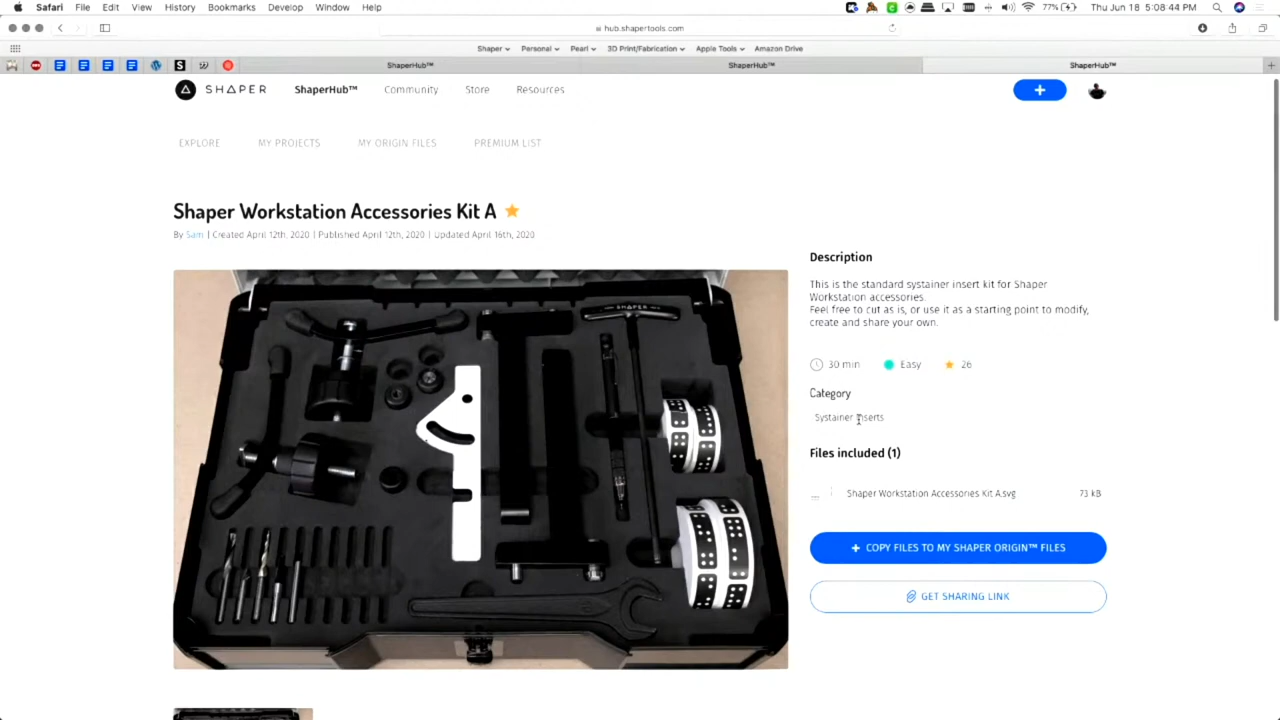 Safari File Edit View History Bookmarks Develop Window Help 77% Thu Jun 18 5:08:44 PM
hub.shapertools.com
Shaper Personal Pearl 3D Print/Fabrication Apple Tools Amazon Drive
S ShaperHub™ ShaperHub™ ShaperHub™
SHAPER ShaperHub™ Community Store Resources
EXPLORE MY PROJECTS MY ORIGIN FILES PREMIUM LIST
Shaper Workstation Accessories Kit A
By Sam | Created April 12th, 2020 | Published April 12th, 2020 | Updated April 16th, 2020
SHAPER
Description
This is the standard systainer insert kit for Shaper
Workstation accessories.
Feel free to cut as is, or use it as a starting point to modify,
create and share your own.
30 min Easy 26
Category
Systainer Inserts
Files included (1)
Shaper Workstation Accessories Kit A.svg 73 kB
+ COPY FILES TO MY SHAPER ORIGIN™ FILES
GET SHARING LINK